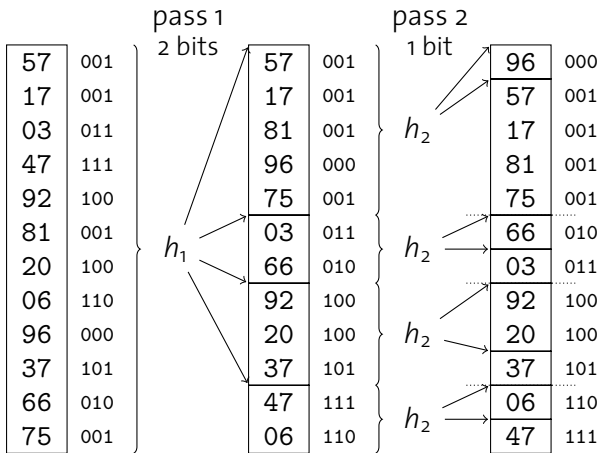 pass 1 pass 2
2 bits 1 bit
57 001 57 001 96 000
17 001 17 001 57 001
03 011 81 001 h₂ 17 001
47 111 96 000 81 001
92 100 75 001 75 001
81 001 h₁ 03 011 h₂ 66 010
20 100 66 010 03 011
06 110 92 100 92 100
96 000 20 100 h₂ 20 100
37 101 37 101 37 101
66 010 47 111 h₂ 06 110
75 001 06 110 47 111